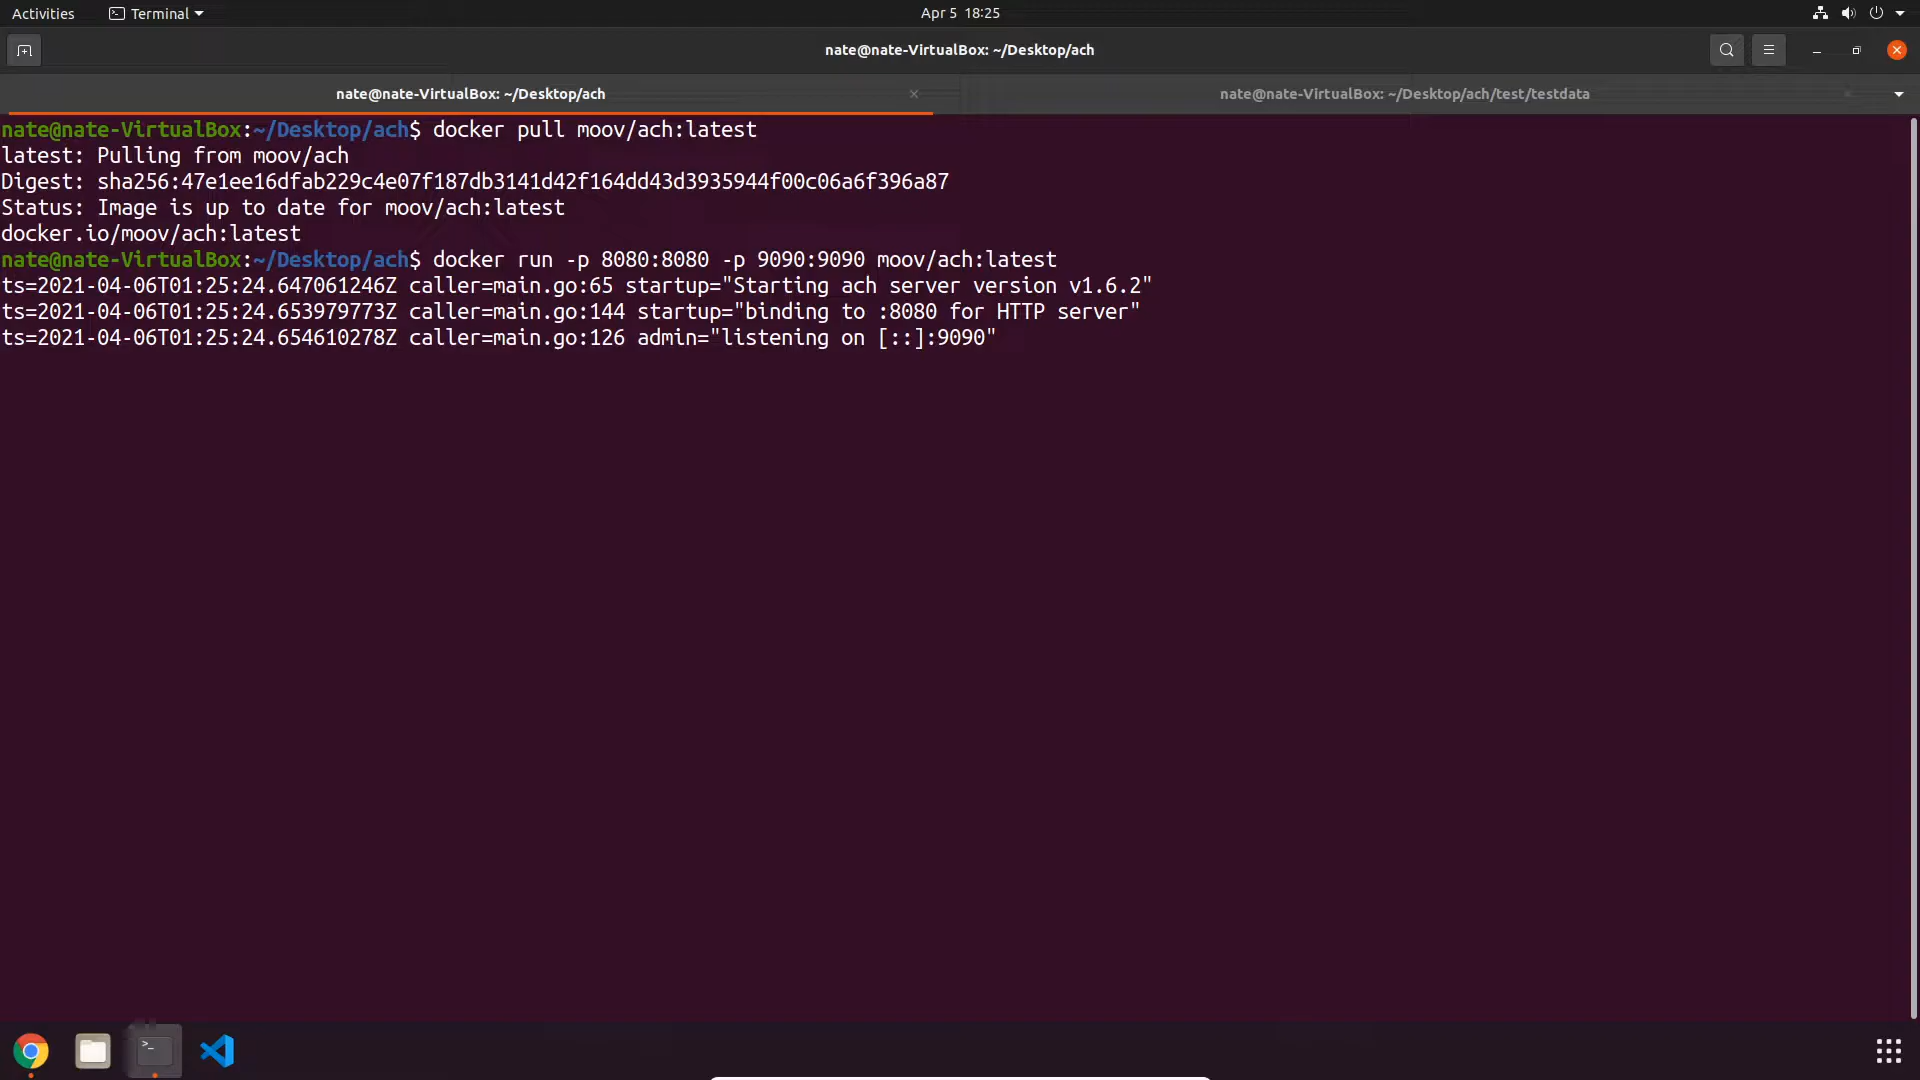 Activities Terminal Apr 5 18:25
nate@nate-VirtualBox: ~/Desktop/ach
nate@nate-VirtualBox: ~/Desktop/ach nate@nate-VirtualBox: ~/Desktop/ach/test/testdata
nate@nate-VirtualBox:~/Desktop/ach$ docker pull moov/ach:latest
latest: Pulling from moov/ach
Digest: sha256:47e1ee16dfab229c4e07f187db3141d42f164dd43d3935944f00c06a6f396a87
Status: Image is up to date for moov/ach:latest
docker.io/moov/ach:latest
nate@nate-VirtualBox:~/Desktop/ach$ docker run -p 8080:8080 -p 9090:9090 moov/ach:latest
ts=2021-04-06T01:25:24.647061246Z caller=main.go:65 startup="Starting ach server version v1.6.2"
ts=2021-04-06T01:25:24.653979773Z caller=main.go:144 startup="binding to :8080 for HTTP server"
ts=2021-04-06T01:25:24.654610278Z caller=main.go:126 admin="listening on [::]:9090"